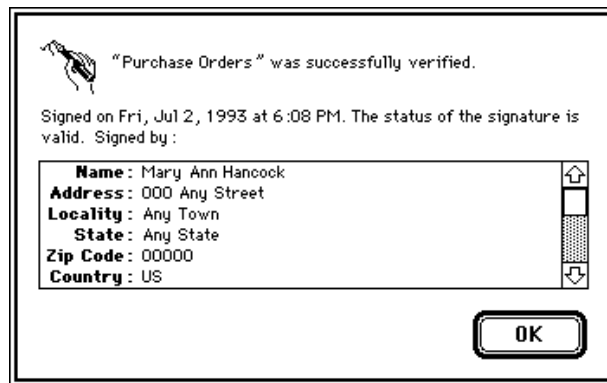 “Purchase Orders” was successfully verified.
Signed on Fri, Jul 2, 1993 at 6:08 PM. The status of the signature is
valid. Signed by:
Name: Mary Ann Hancock
Address: 000 Any Street
Locality: Any Town
State: Any State
Zip Code: 00000
Country: US
OK